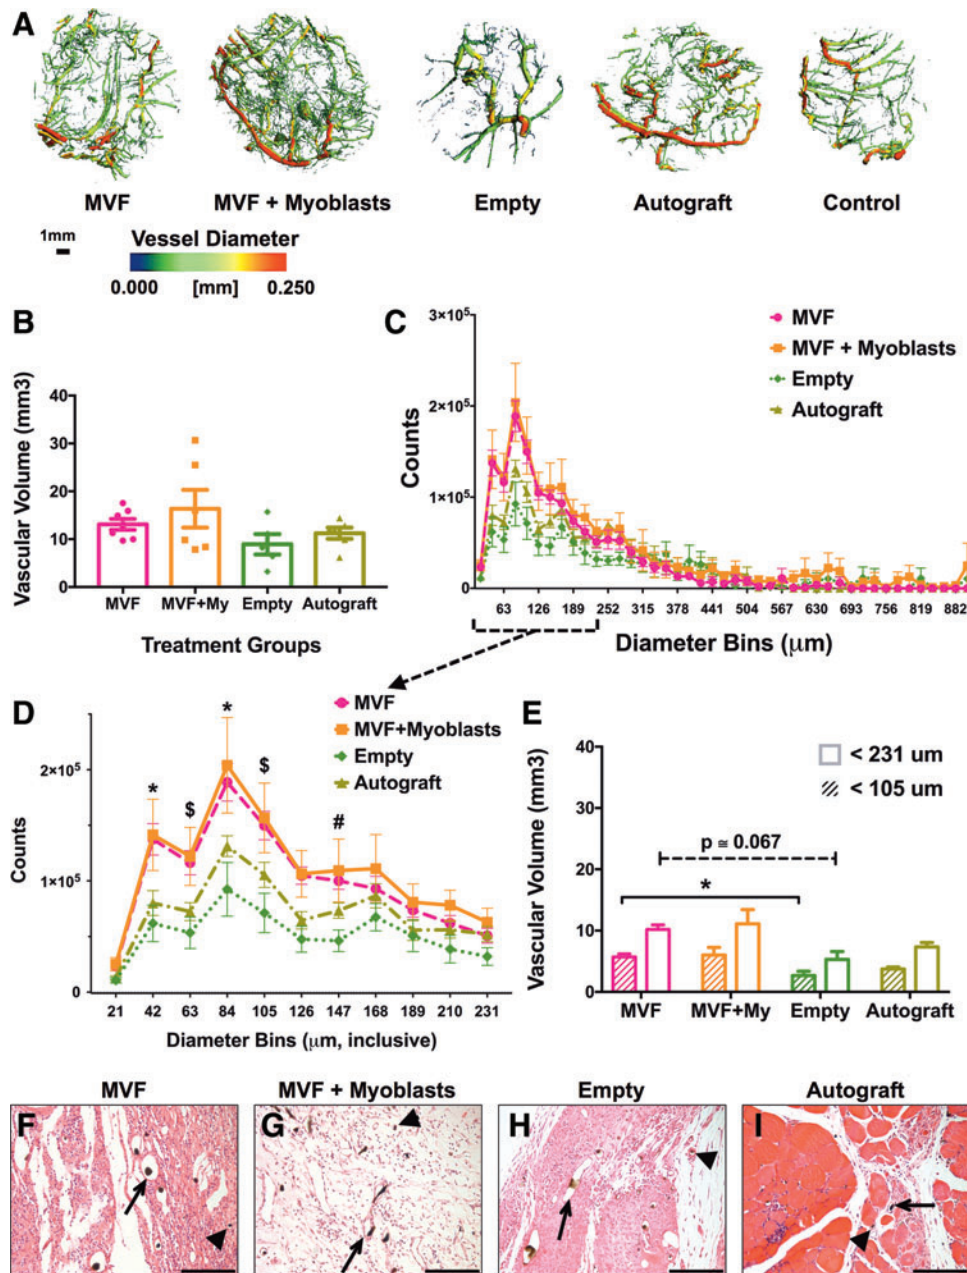 A
MVF
MVF + Myoblasts
Empty
Autograft
Control
1mm
Vessel Diameter
0.000 [mm] 0.250
B
Vascular Volume (mm3)
40
30
20
10
0
MVF MVF+My Empty Autograft
Treatment Groups
C
Counts
3×10⁵
2×10⁵
1×10⁵
0
63 126 189 252 315 378 441 504 567 630 693 756 819 882
Diameter Bins (μm)
MVF
MVF + Myoblasts
Empty
Autograft
D
Counts
2×10⁵
1×10⁵
0
* $ * $ #
21 42 63 84 105 126 147 168 189 210 231
Diameter Bins (μm, inclusive)
MVF
MVF+Myoblasts
Empty
Autograft
E
Vascular Volume (mm3)
40
30
20
10
0
< 231 um
< 105 um
p ≅ 0.067
*
MVF MVF+My Empty Autograft
MVF
MVF + Myoblasts
Empty
Autograft
F
G
H
I